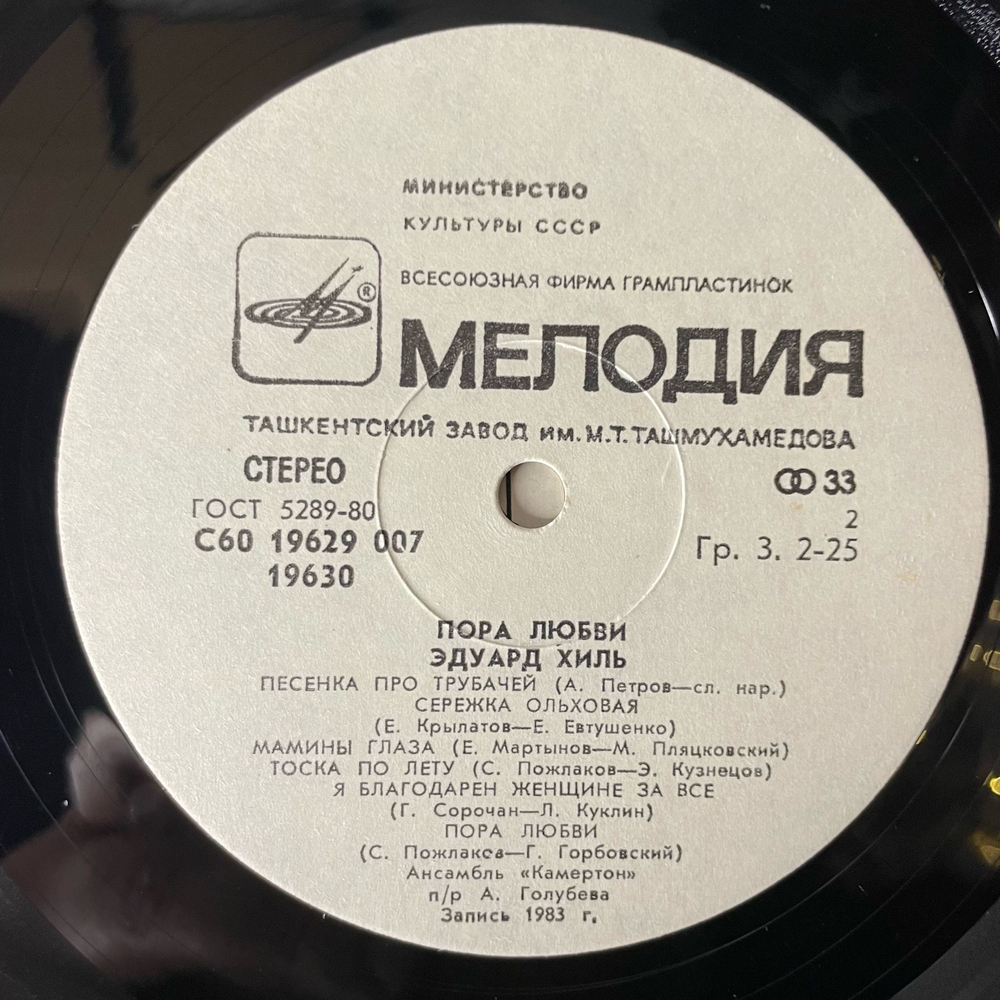 МИНИСТЕРСТВО
КУЛЬТУРЫ СССР
ВСЕСОЮЗНАЯ ФИРМА ГРАМПЛАСТИНОК
®
МЕЛОДИЯ
ТАШКЕНТСКИЙ ЗАВОД им. М.Т. ТАШМУХАМЕДОВА
СТЕРЕО
33
ГОСТ 5289-80
2
С60 19629 007
Гр. 3. 2-25
19630
ПОРА ЛЮБВИ
ЭДУАРД ХИЛЬ
ПЕСЕНКА ПРО ТРУБАЧЕЙ (А. Петров—сл. нар.)
СЕРЕЖКА ОЛЬХОВАЯ
(Е. Крылатов—Е. Евтушенко)
МАМИНЫ ГЛАЗА (Е. Мартынов—М. Пляцковский)
ТОСКА ПО ЛЕТУ (С. Пожлаков—Э. Кузнецов)
Я БЛАГОДАРЕН ЖЕНЩИНЕ ЗА ВСЕ
(Г. Сорочан—Л. Куклин)
ПОРА ЛЮБВИ
(С. Пожлаков—Г. Горбовский)
Ансамбль «Камертон»
п/р А. Голубева
Запись 1983 г.